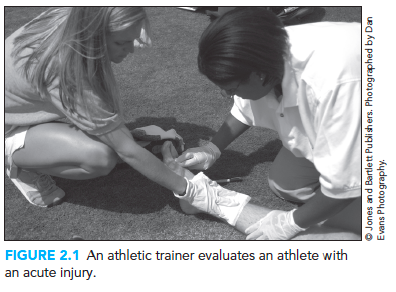 © Jones and Bartlett Publishers. Photographed by Dan
Evans Photography.
FIGURE 2.1 An athletic trainer evaluates an athlete with
an acute injury.